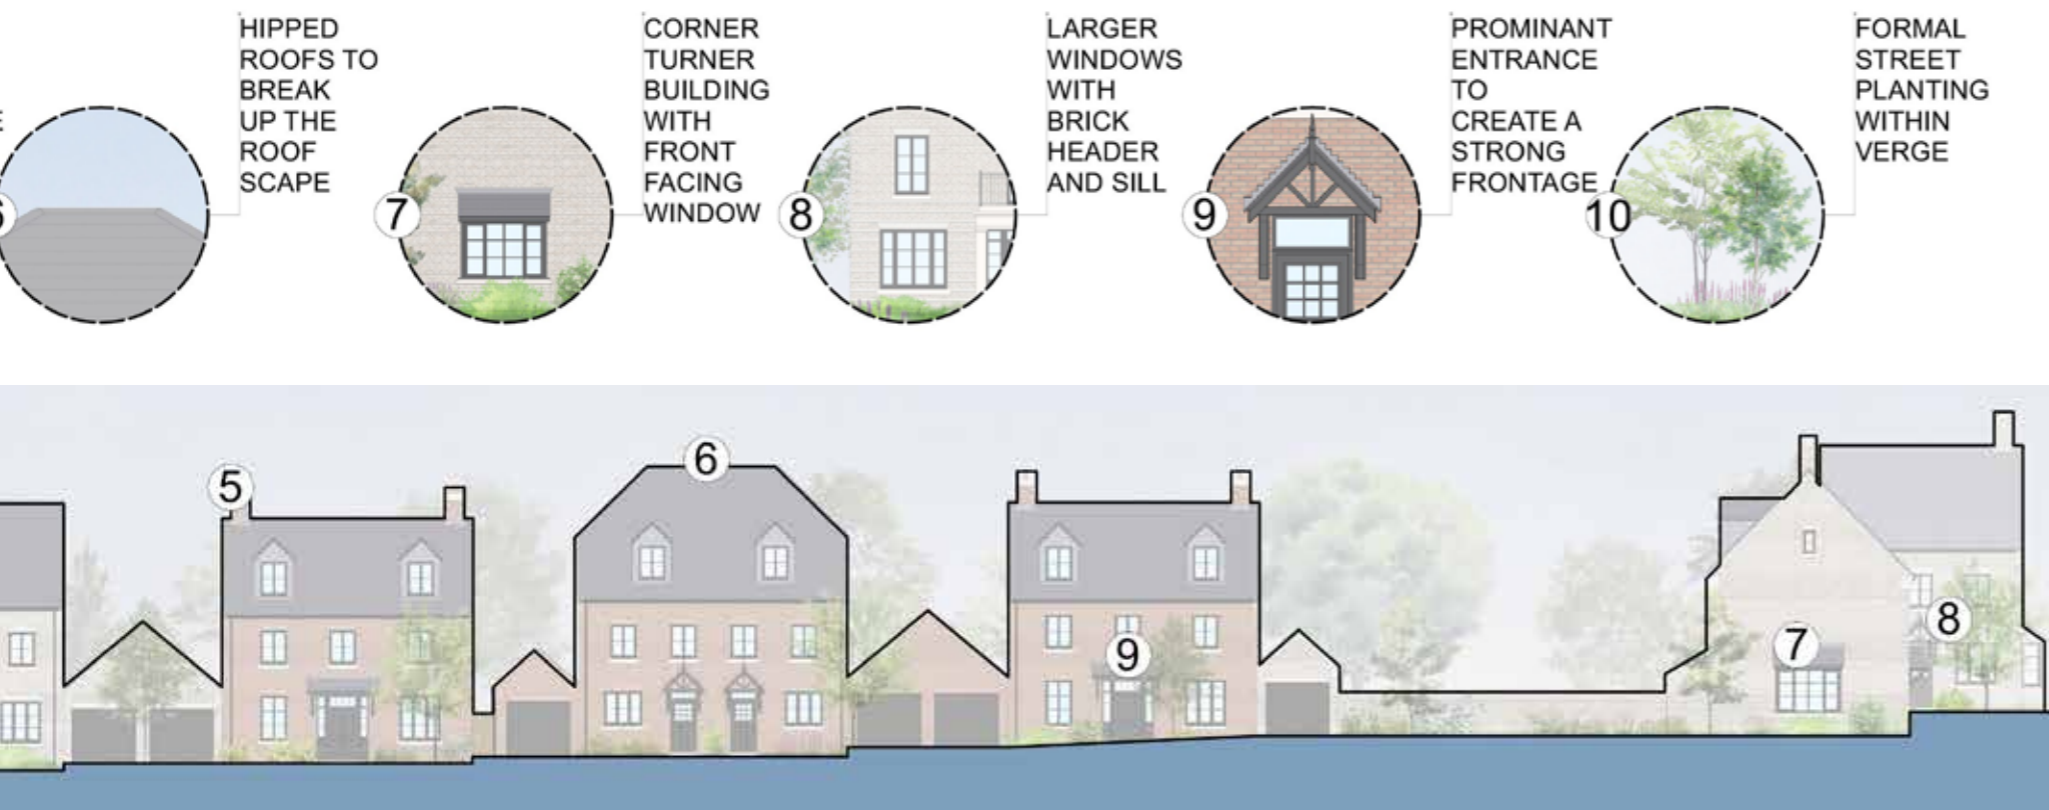 HIPPED
ROOFS TO
BREAK
UP THE
ROOF
SCAPE
6
CORNER
TURNER
BUILDING
WITH
FRONT
FACING
WINDOW
7
LARGER
WINDOWS
WITH
BRICK
HEADER
AND SILL
8
PROMINANT
ENTRANCE
TO
CREATE A
STRONG
FRONTAGE
9
FORMAL
STREET
PLANTING
WITHIN
VERGE
10
5
6
9
7
8